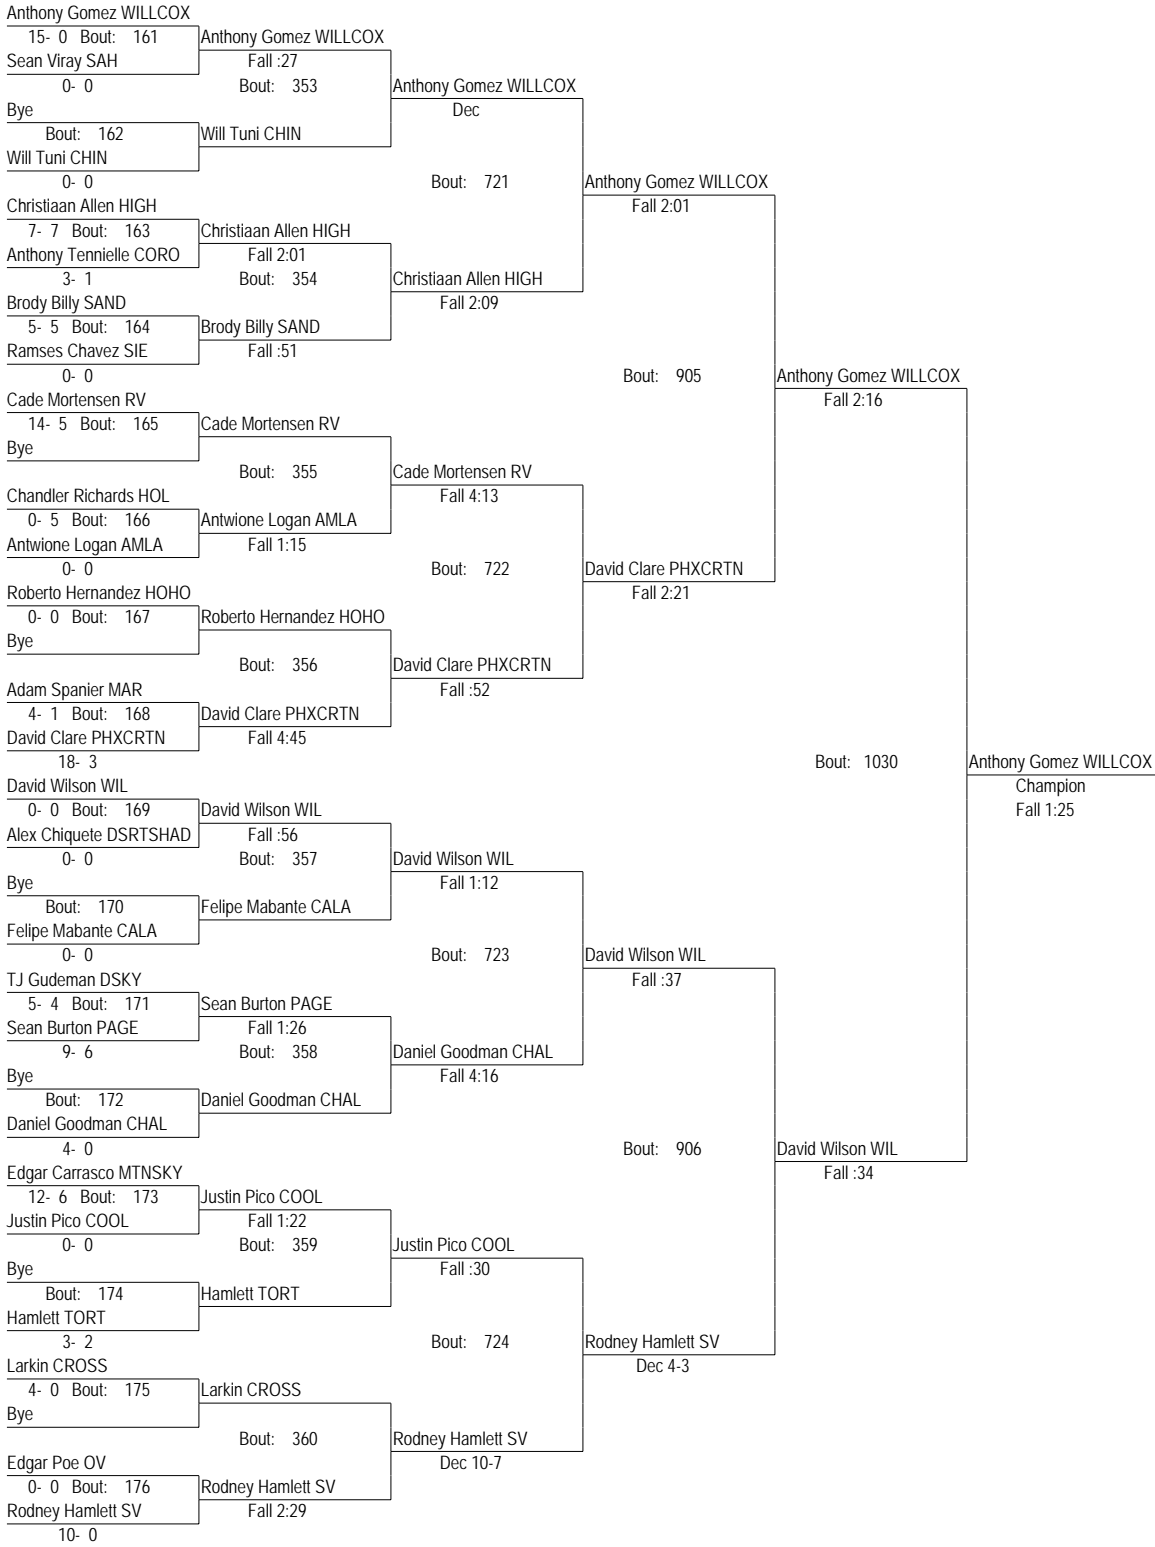 Anthony Gomez WILLCOX
15- 0 Bout: 161 Anthony Gomez WILLCOX
Sean Viray SAH Fall :27
0- 0 Bout: 353 Anthony Gomez WILLCOX
Bye Dec
Bout: 162 Will Tuni CHIN
Will Tuni CHIN
0- 0 Bout: 721 Anthony Gomez WILLCOX
Christiaan Allen HIGH Fall 2:01
7- 7 Bout: 163 Christiaan Allen HIGH
Anthony Tennielle CORO Fall 2:01
3- 1 Bout: 354 Christiaan Allen HIGH
Brody Billy SAND Fall 2:09
5- 5 Bout: 164 Brody Billy SAND
Ramses Chavez SIE Fall :51
0- 0 Bout: 905 Anthony Gomez WILLCOX
Cade Mortensen RV Fall 2:16
14- 5 Bout: 165 Cade Mortensen RV
Bye
Bout: 355 Cade Mortensen RV
Chandler Richards HOL Fall 4:13
0- 5 Bout: 166 Antwione Logan AMLA
Antwione Logan AMLA Fall 1:15
0- 0 Bout: 722 David Clare PHXCRTN
Roberto Hernandez HOHO Fall 2:21
0- 0 Bout: 167 Roberto Hernandez HOHO
Bye
Bout: 356 David Clare PHXCRTN
Adam Spanier MAR Fall :52
4- 1 Bout: 168 David Clare PHXCRTN
David Clare PHXCRTN Fall 4:45
18- 3 Bout: 1030 Anthony Gomez WILLCOX
David Wilson WIL Champion
0- 0 Bout: 169 David Wilson WIL Fall 1:25
Alex Chiquete DSRTSHAD Fall :56
0- 0 Bout: 357 David Wilson WIL
Bye Fall 1:12
Bout: 170 Felipe Mabante CALA
Felipe Mabante CALA
0- 0 Bout: 723 David Wilson WIL
TJ Gudeman DSKY Fall :37
5- 4 Bout: 171 Sean Burton PAGE
Sean Burton PAGE Fall 1:26
9- 6 Bout: 358 Daniel Goodman CHAL
Bye Fall 4:16
Bout: 172 Daniel Goodman CHAL
Daniel Goodman CHAL
4- 0 Bout: 906 David Wilson WIL
Edgar Carrasco MTNSKY Fall :34
12- 6 Bout: 173 Justin Pico COOL
Justin Pico COOL Fall 1:22
0- 0 Bout: 359 Justin Pico COOL
Bye Fall :30
Bout: 174 Hamlett TORT
Hamlett TORT
3- 2 Bout: 724 Rodney Hamlett SV
Larkin CROSS Dec 4-3
4- 0 Bout: 175 Larkin CROSS
Bye
Bout: 360 Rodney Hamlett SV
Edgar Poe OV Dec 10-7
0- 0 Bout: 176 Rodney Hamlett SV
Rodney Hamlett SV Fall 2:29
10- 0